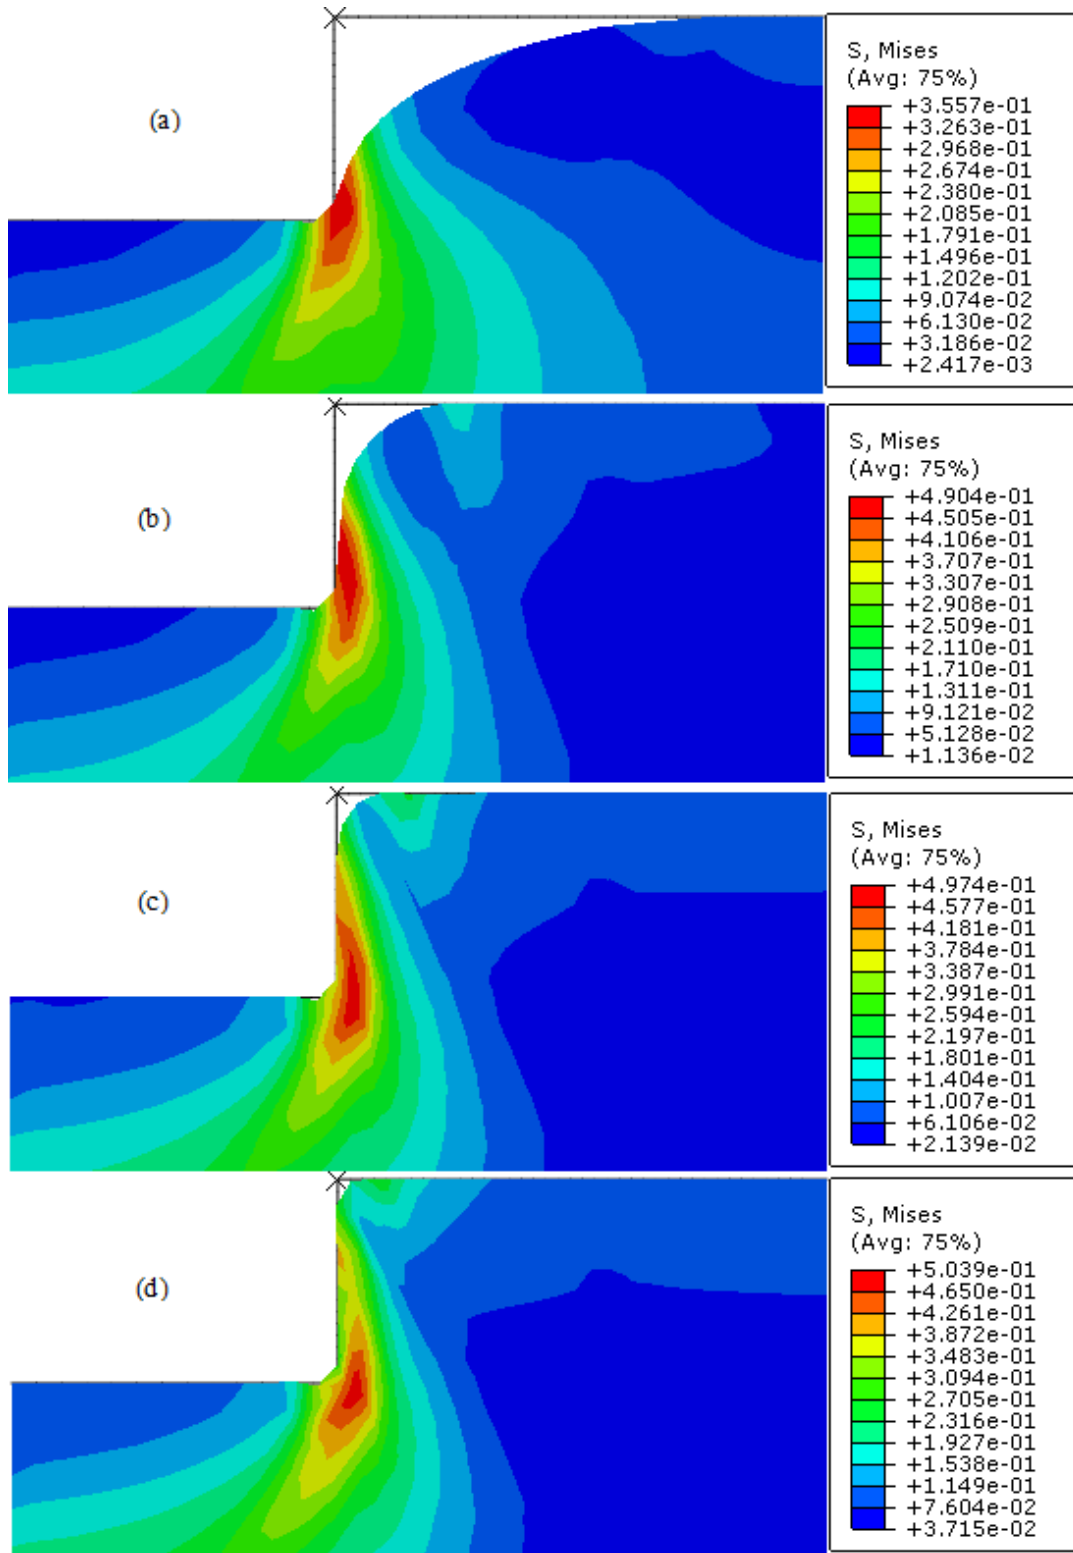 (a)
S, Mises
(Avg: 75%)
+3.557e-01
+3.263e-01
+2.968e-01
+2.674e-01
+2.380e-01
+2.085e-01
+1.791e-01
+1.496e-01
+1.202e-01
+9.074e-02
+6.130e-02
+3.186e-02
+2.417e-03
(b)
S, Mises
(Avg: 75%)
+4.904e-01
+4.505e-01
+4.106e-01
+3.707e-01
+3.307e-01
+2.908e-01
+2.509e-01
+2.110e-01
+1.710e-01
+1.311e-01
+9.121e-02
+5.128e-02
+1.136e-02
(c)
S, Mises
(Avg: 75%)
+4.974e-01
+4.577e-01
+4.181e-01
+3.784e-01
+3.387e-01
+2.991e-01
+2.594e-01
+2.197e-01
+1.801e-01
+1.404e-01
+1.007e-01
+6.106e-02
+2.139e-02
(d)
S, Mises
(Avg: 75%)
+5.039e-01
+4.650e-01
+4.261e-01
+3.872e-01
+3.483e-01
+3.094e-01
+2.705e-01
+2.316e-01
+1.927e-01
+1.538e-01
+1.149e-01
+7.604e-02
+3.715e-02